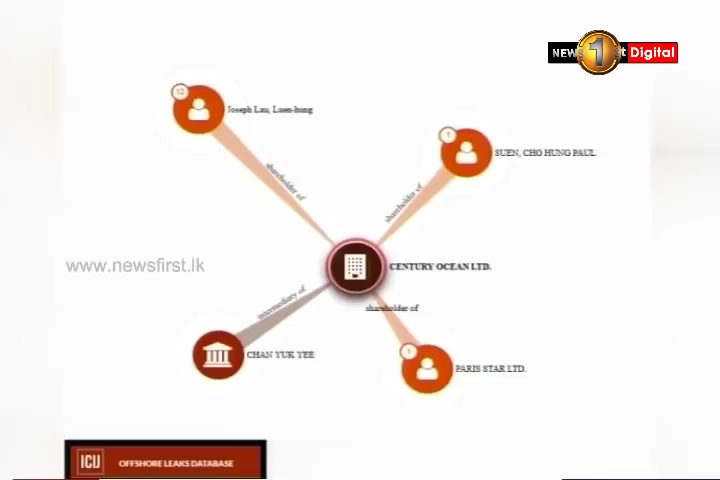 NEWS 1st Digital
12
Joseph Lau, Luen-hung
1
SUEN, CHO HUNG PAUL
shareholder of
shareholder of
www.newsfirst.lk
CENTURY OCEAN LTD.
intermediary of
shareholder of
CHAN YUK YEE
1
PARIS STAR LTD.
ICIJ OFFSHORE LEAKS DATABASE